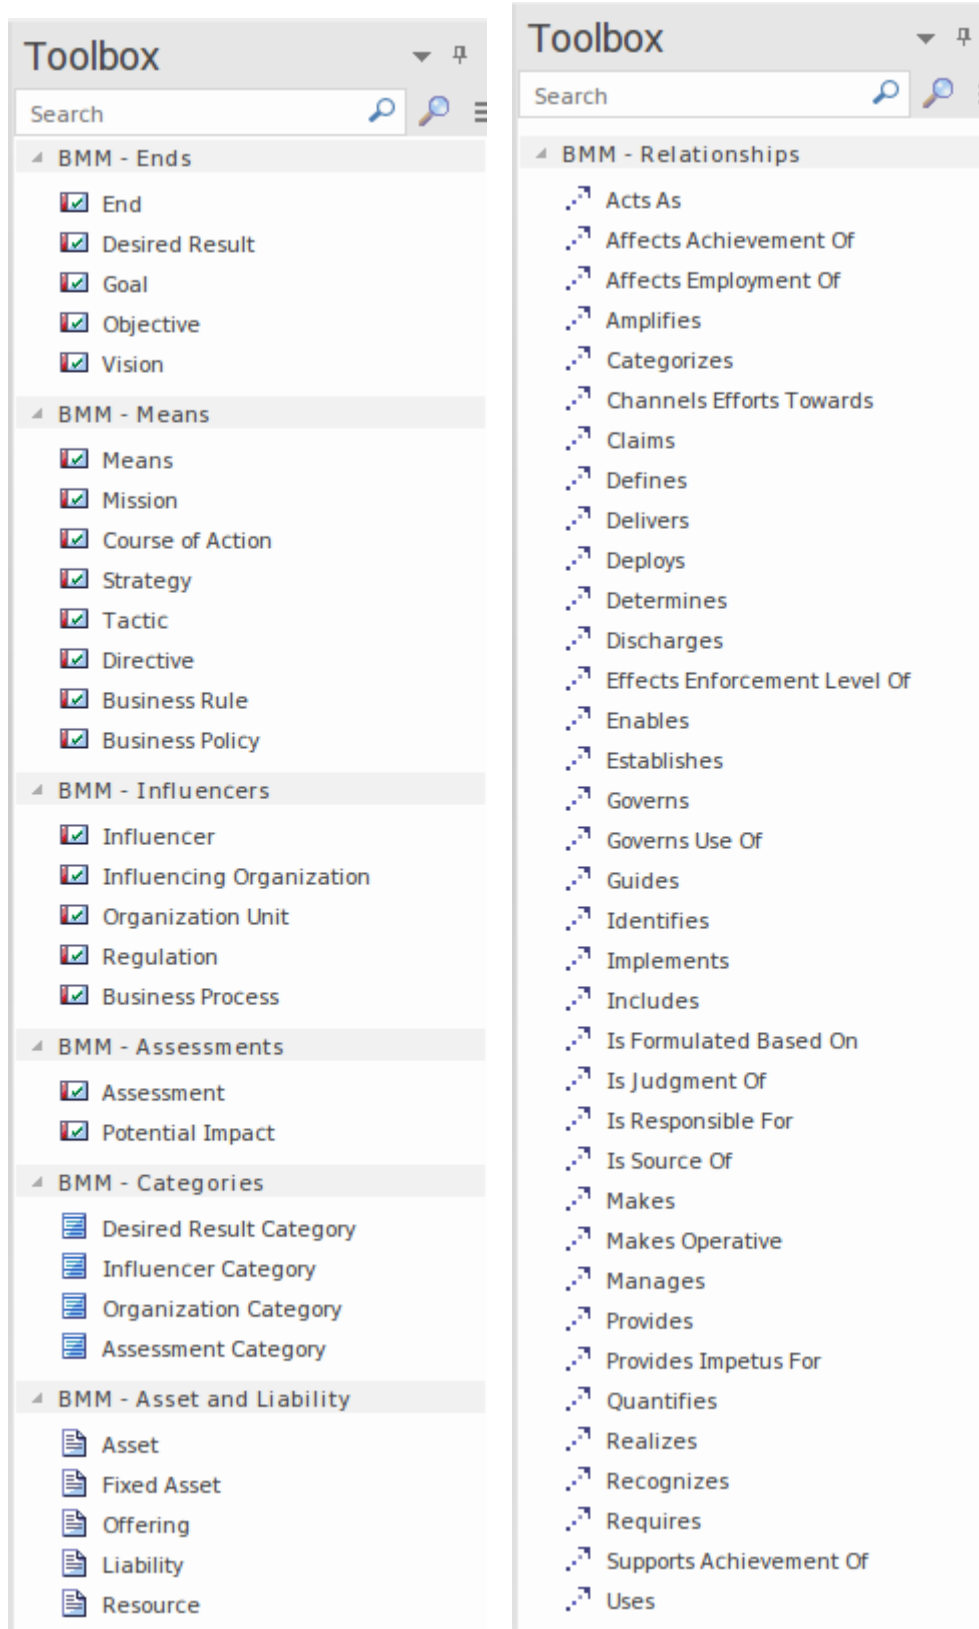 Toolbox
Search
BMM - Ends
End
Desired Result
Goal
Objective
Vision
BMM - Means
Means
Mission
Course of Action
Strategy
Tactic
Directive
Business Rule
Business Policy
BMM - Influencers
Influencer
Influencing Organization
Organization Unit
Regulation
Business Process
BMM - Assessments
Assessment
Potential Impact
BMM - Categories
Desired Result Category
Influencer Category
Organization Category
Assessment Category
BMM - Asset and Liability
Asset
Fixed Asset
Offering
Liability
Resource
Toolbox
Search
BMM - Relationships
Acts As
Affects Achievement Of
Affects Employment Of
Amplifies
Categorizes
Channels Efforts Towards
Claims
Defines
Delivers
Deploys
Determines
Discharges
Effects Enforcement Level Of
Enables
Establishes
Governs
Governs Use Of
Guides
Identifies
Implements
Includes
Is Formulated Based On
Is Judgment Of
Is Responsible For
Is Source Of
Makes
Makes Operative
Manages
Provides
Provides Impetus For
Quantifies
Realizes
Recognizes
Requires
Supports Achievement Of
Uses